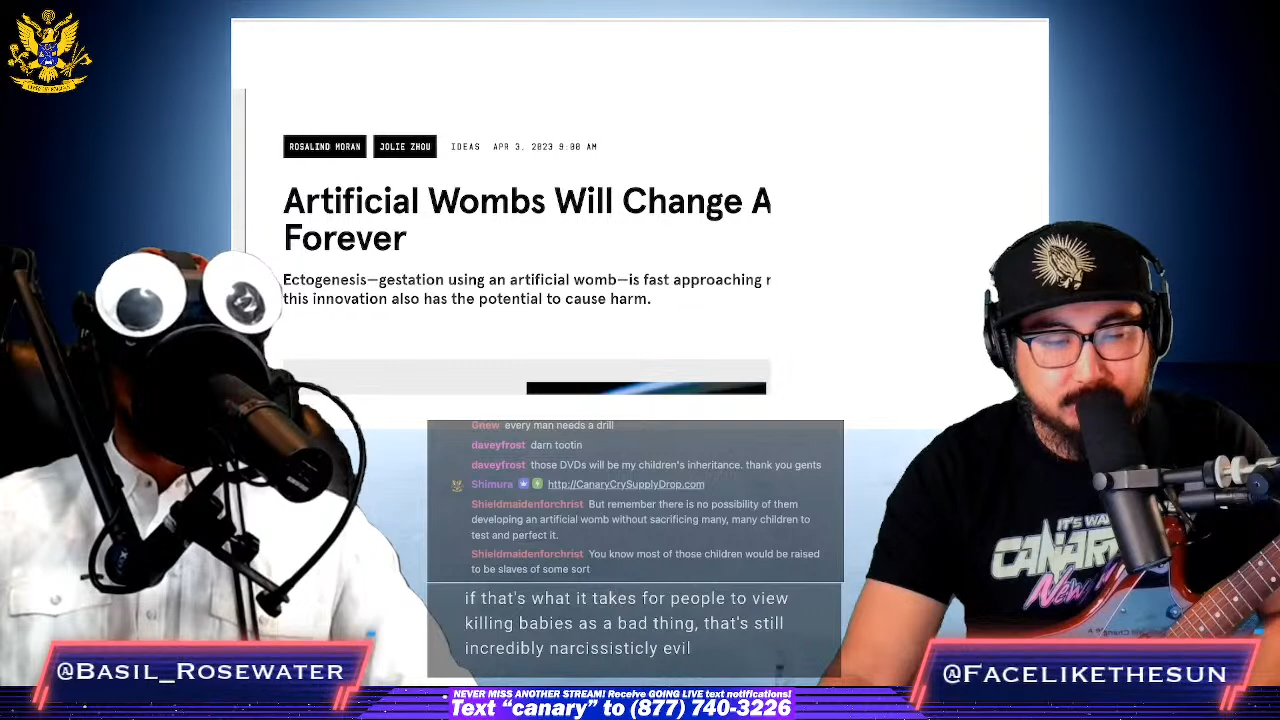 ROSALIND MORAN JOLIE ZHOU IDEAS APR 3, 2023 9:00 AM
Artificial Wombs Will Change A
Forever
Ectogenesis—gestation using an artificial womb—is fast approaching r
this innovation also has the potential to cause harm.
Gnew every man needs a drill
daveyfrost darn tootin
daveyfrost those DVDs will be my children's inheritance. thank you gents
Shimura http://CanaryCrySupplyDrop.com
Shieldmaidenforchrist But remember there is no possibility of them
developing an artificial womb without sacrificing many, many children to
test and perfect it.
Shieldmaidenforchrist You know most of those children would be raised
to be slaves of some sort
if that's what it takes for people to view
killing babies as a bad thing, that's still
incredibly narcissisticly evil
IT'S WA
CANAR
New
@BASIL_ROSEWATER
@FACELIKETHESUN
NEVER MISS ANOTHER STREAM! Receive GOING LIVE text notifications!
Text “canary” to (877) 740-3226